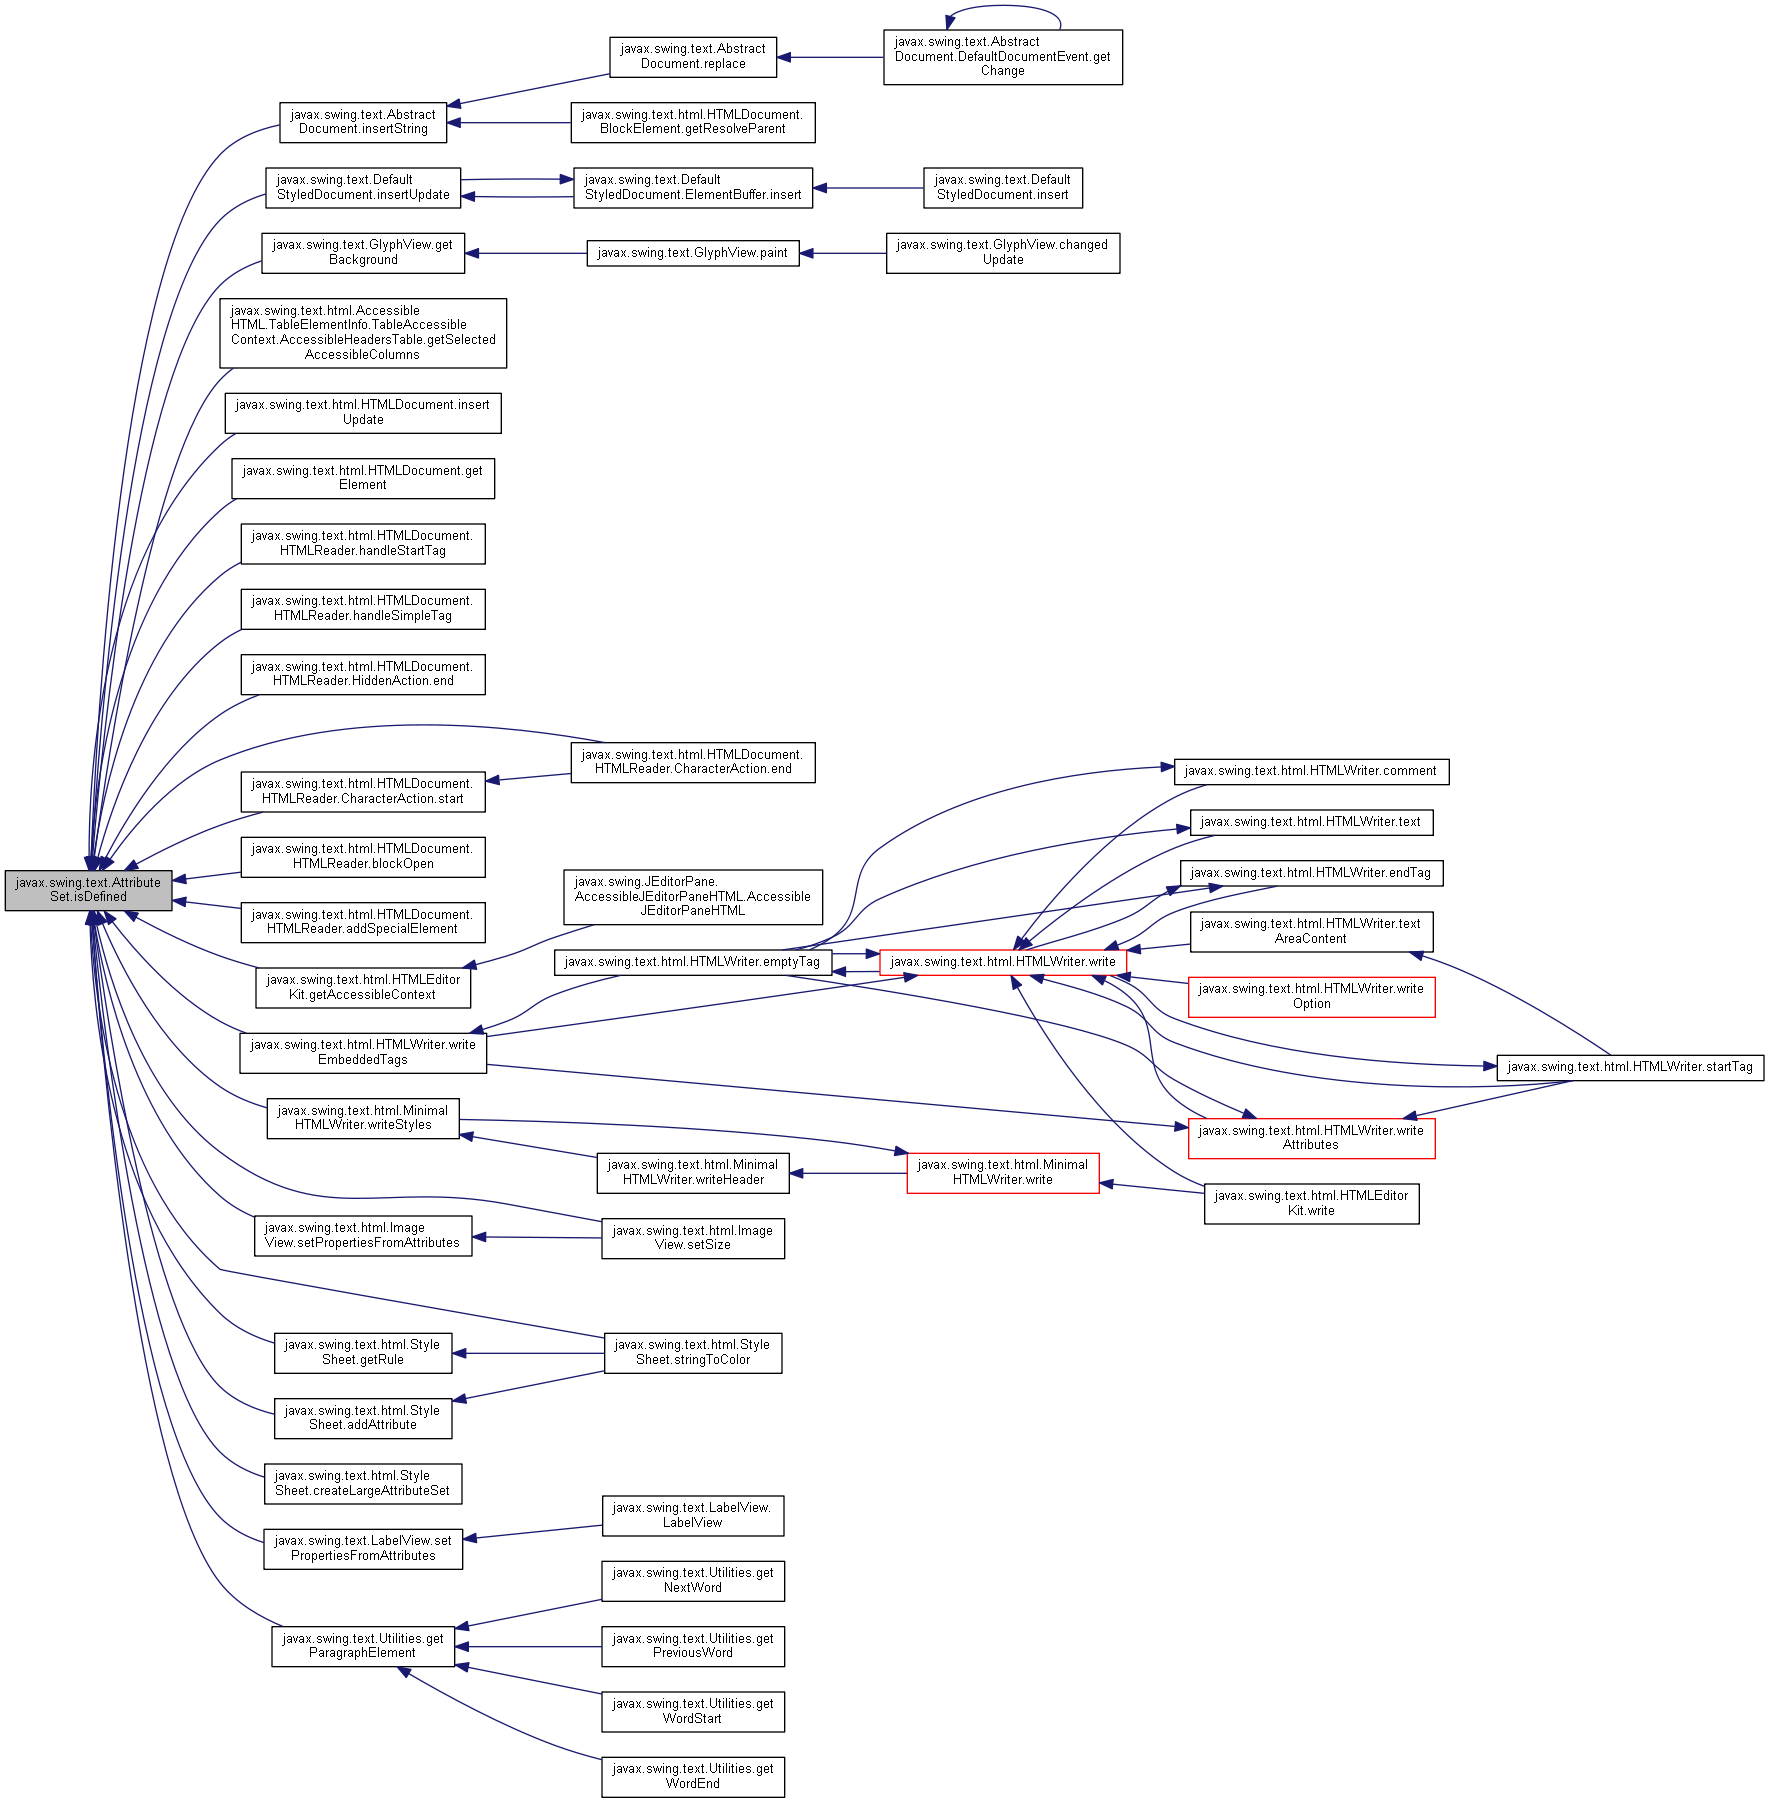 javax.swing.text.Abstract
Document.DefaultDocumentEvent.get
Change
javax.swing.text.Abstract
Document.replace
javax.swing.text.Abstract
Document.insertString
javax.swing.text.html.HTMLDocument.
BlockElement.getResolveParent
javax.swing.text.Default
StyledDocument.insertUpdate
javax.swing.text.Default
StyledDocument.ElementBuffer.insert
javax.swing.text.Default
StyledDocument.insert
javax.swing.text.GlyphView.get
Background
javax.swing.text.GlyphView.paint
javax.swing.text.GlyphView.changed
Update
javax.swing.text.html.Accessible
HTML.TableElementInfo.TableAccessible
Context.AccessibleHeadersTable.getSelected
AccessibleColumns
javax.swing.text.html.HTMLDocument.insert
Update
javax.swing.text.html.HTMLDocument.get
Element
javax.swing.text.html.HTMLDocument.
HTMLReader.handleStartTag
javax.swing.text.html.HTMLDocument.
HTMLReader.handleSimpleTag
javax.swing.text.html.HTMLDocument.
HTMLReader.HiddenAction.end
javax.swing.text.html.HTMLDocument.
HTMLReader.CharacterAction.end
javax.swing.text.html.HTMLDocument.
HTMLReader.CharacterAction.start
javax.swing.text.html.HTMLWriter.comment
javax.swing.text.html.HTMLWriter.text
javax.swing.text.html.HTMLDocument.
HTMLReader.blockOpen
javax.swing.text.html.HTMLWriter.endTag
javax.swing.text.Attribute
Set.isDefined
javax.swing.JEditorPane.
AccessibleJEditorPaneHTML.Accessible
JEditorPaneHTML
javax.swing.text.html.HTMLDocument.
HTMLReader.addSpecialElement
javax.swing.text.html.HTMLWriter.text
AreaContent
javax.swing.text.html.HTMLWriter.emptyTag
javax.swing.text.html.HTMLWriter.write
javax.swing.text.html.HTMLEditor
Kit.getAccessibleContext
javax.swing.text.html.HTMLWriter.write
Option
javax.swing.text.html.HTMLWriter.write
EmbeddedTags
javax.swing.text.html.HTMLWriter.startTag
javax.swing.text.html.Minimal
HTMLWriter.writeStyles
javax.swing.text.html.HTMLWriter.write
Attributes
javax.swing.text.html.Minimal
HTMLWriter.writeHeader
javax.swing.text.html.Minimal
HTMLWriter.write
javax.swing.text.html.HTMLEditor
Kit.write
javax.swing.text.html.Image
View.setPropertiesFromAttributes
javax.swing.text.html.Image
View.setSize
javax.swing.text.html.Style
Sheet.getRule
javax.swing.text.html.Style
Sheet.stringToColor
javax.swing.text.html.Style
Sheet.addAttribute
javax.swing.text.html.Style
Sheet.createLargeAttributeSet
javax.swing.text.LabelView.
LabelView
javax.swing.text.LabelView.set
PropertiesFromAttributes
javax.swing.text.Utilities.get
NextWord
javax.swing.text.Utilities.get
ParagraphElement
javax.swing.text.Utilities.get
PreviousWord
javax.swing.text.Utilities.get
WordStart
javax.swing.text.Utilities.get
WordEnd